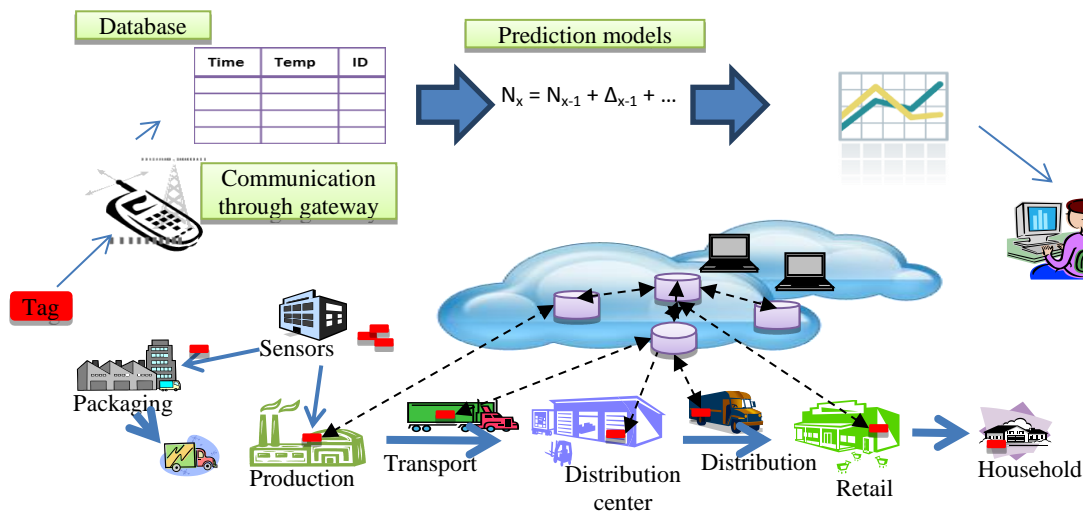 Database
Prediction models
Time Temp ID
Nₓ = Nₓ₋₁ + Δₓ₋₁ + ...
Communication
through gateway
Tag
Sensors
Packaging
Production
Transport
Distribution
center
Distribution
Retail
Household